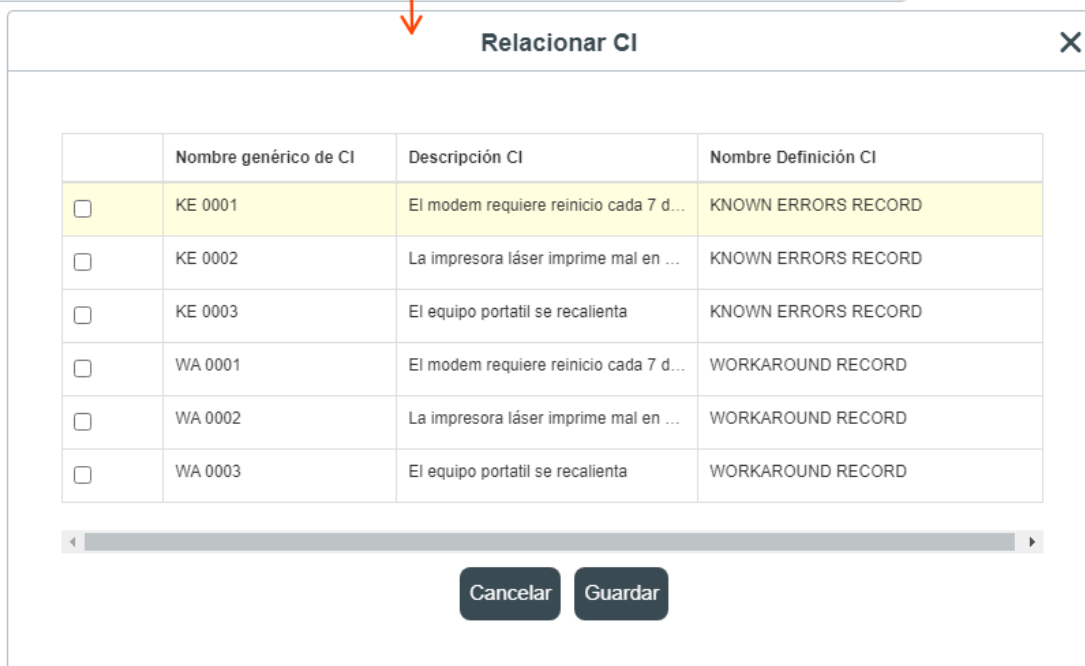 Relacionar CI
Nombre genérico de CI Descripción CI Nombre Definición CI
KE 0001 El modem requiere reinicio cada 7 d... KNOWN ERRORS RECORD
KE 0002 La impresora láser imprime mal en ... KNOWN ERRORS RECORD
KE 0003 El equipo portatil se recalienta KNOWN ERRORS RECORD
WA 0001 El modem requiere reinicio cada 7 d... WORKAROUND RECORD
WA 0002 La impresora láser imprime mal en ... WORKAROUND RECORD
WA 0003 El equipo portatil se recalienta WORKAROUND RECORD
Cancelar Guardar